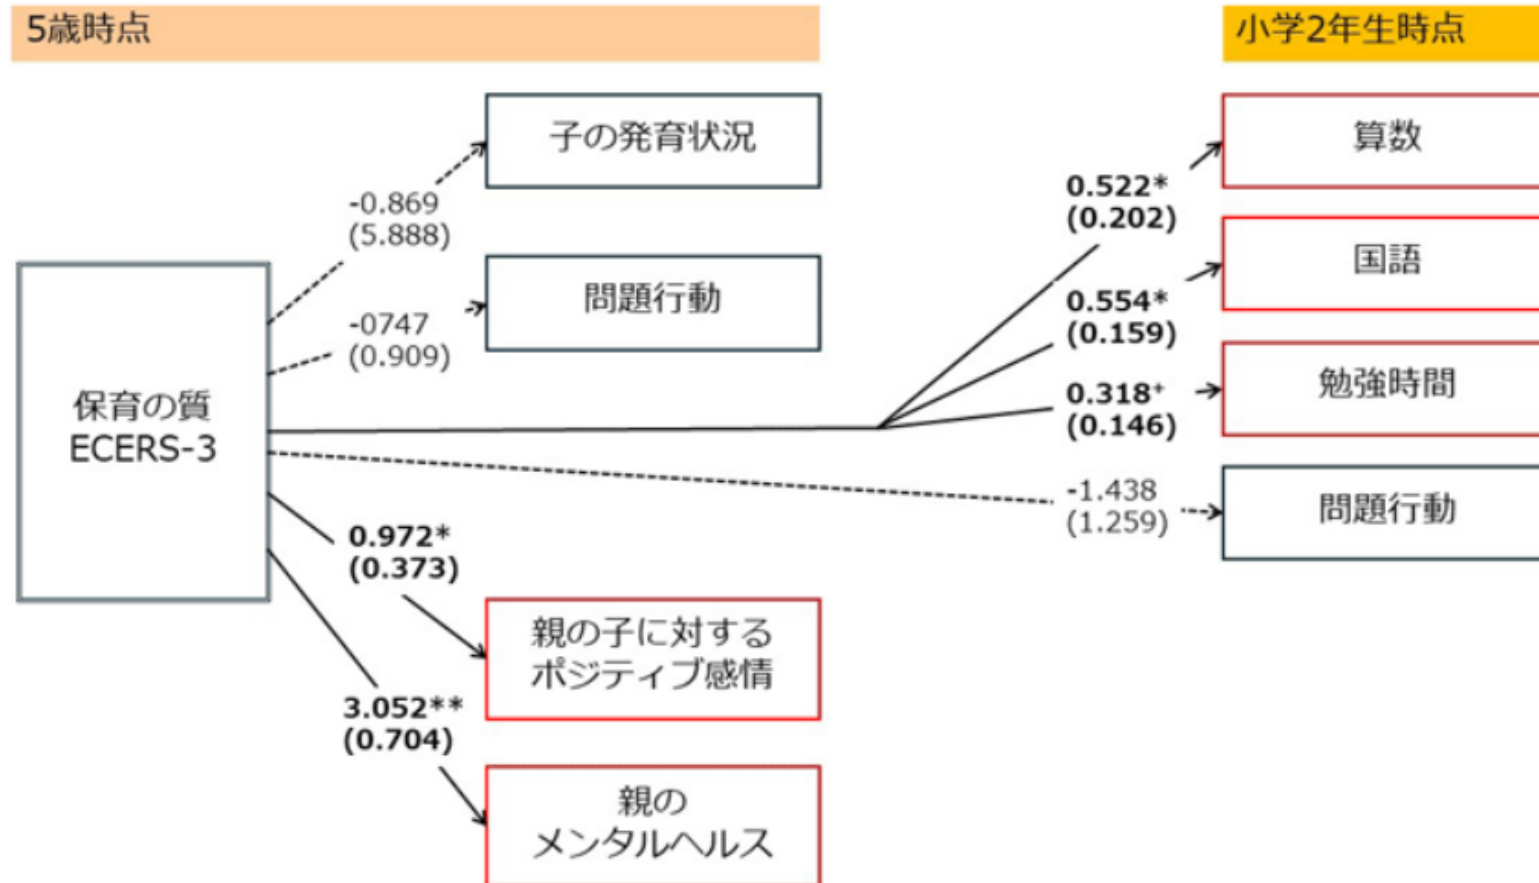 5歳時点
小学2年生時点
子の発育状況
算数
-0.869
(5.888)
0.522*
(0.202)
国語
問題行動
-0747
(0.909)
0.554*
(0.159)
保育の質
ECERS-3
0.318+
(0.146)
勉強時間
-1.438
(1.259)
問題行動
0.972*
(0.373)
親の子に対する
ポジティブ感情
3.052**
(0.704)
親の
メンタルヘルス